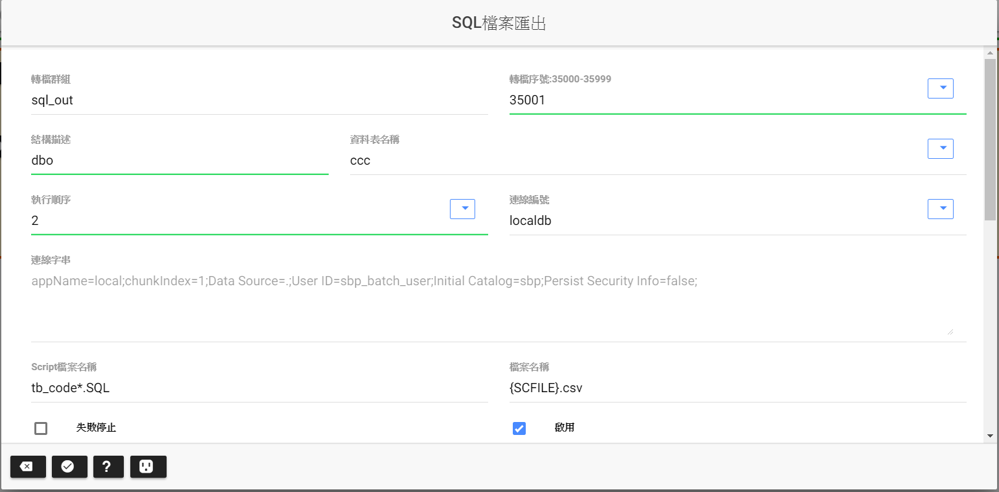 SQL檔案匯出
轉檔群組
sql_out
轉檔序號:35000-35999
35001
結構描述
dbo
資料表名稱
ccc
執行順序
2
連線編號
localdb
連線字串
appName=local;chunkIndex=1;Data Source=.;User ID=sbp_batch_user;Initial Catalog=sbp;Persist Security Info=false;
Script檔案名稱
tb_code*.SQL
檔案名稱
{SCFILE}.csv
失敗停止
啟用